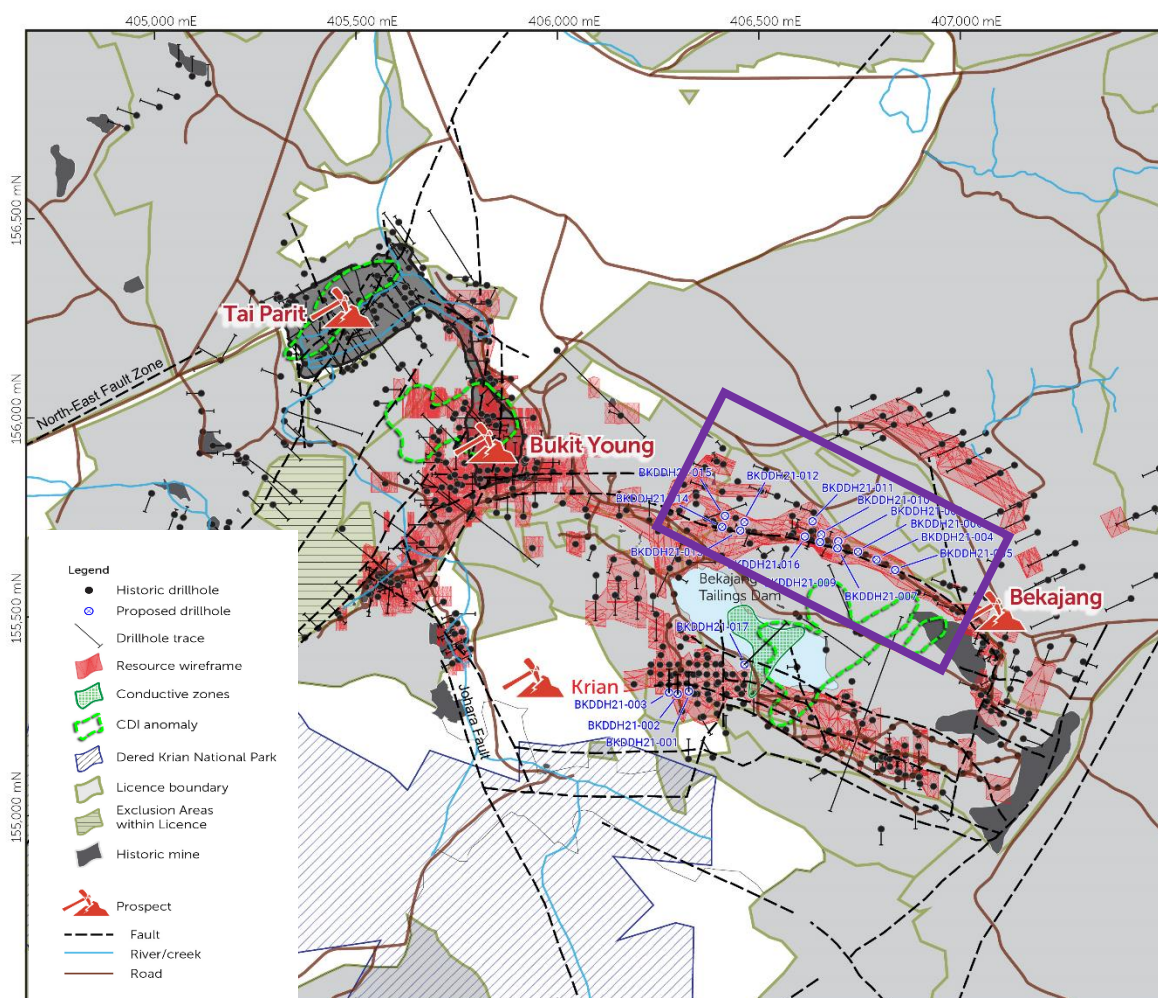 405,000 mE
405,500 mE
406,000 mE
406,500 mE
407,000 mE
156,500 mN
156,000 mN
155,500 mN
155,000 mN
Tai Parit
North-East Fault Zone
Bukit Young
BKDDH21-015
BKDDH21-012
BKDDH21-014
BKDDH21-011
BKDDH21-010
BKDDH21-004
BKDDH21-005
BKDDH21-016
BKDDH21-009
BKDDH21-007
Bekajang
Tailings Dam
Bekajang
BKDDH21-017
Krian
BKDDH21-003
BKDDH21-002
BKDDH21-001
Johara Fault
Legend
Historic drillhole
Proposed drillhole
Drillhole trace
Resource wireframe
Conductive zones
CDI anomaly
Dered Krian National Park
Licence boundary
Exclusion Areas
within Licence
Historic mine
Prospect
Fault
River/creek
Road